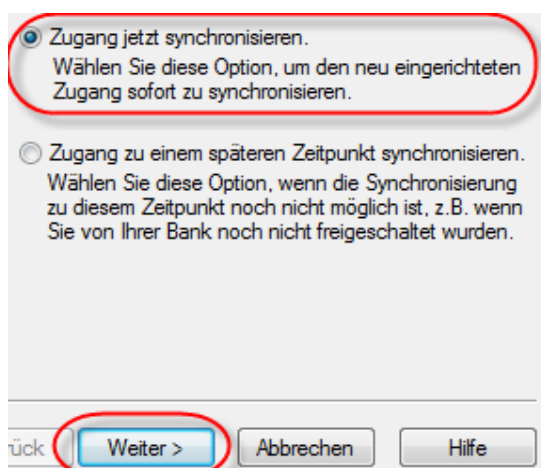 Zugang jetzt synchronisieren.
Wählen Sie diese Option, um den neu eingerichteten
Zugang sofort zu synchronisieren.
Zugang zu einem späteren Zeitpunkt synchronisieren.
Wählen Sie diese Option, wenn die Synchronisierung
zu diesem Zeitpunkt noch nicht möglich ist, z.B. wenn
Sie von Ihrer Bank noch nicht freigeschaltet wurden.
ück Weiter > Abbrechen Hilfe